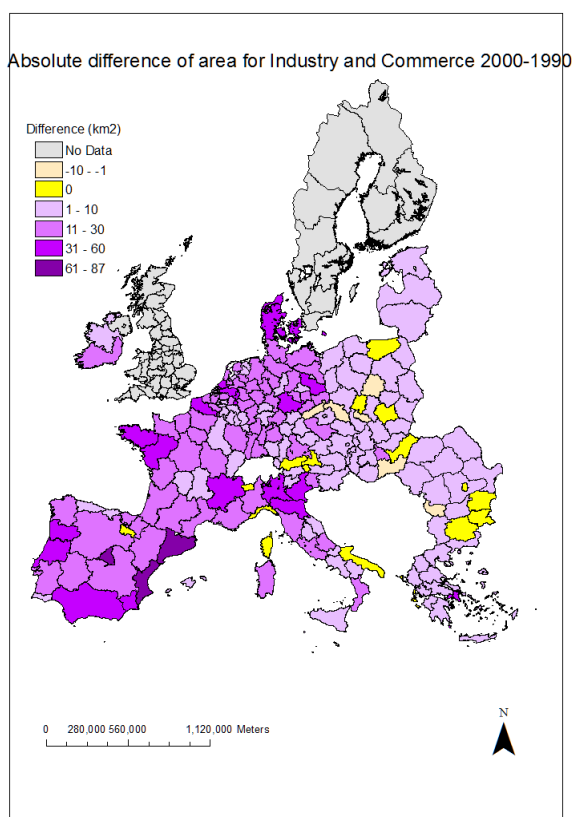 Absolute difference of area for Industry and Commerce 2000-1990
Difference (km2)
No Data
-10 - -1
0
1 - 10
11 - 30
31 - 60
61 - 87
N
0 280,000 560,000 1,120,000 Meters